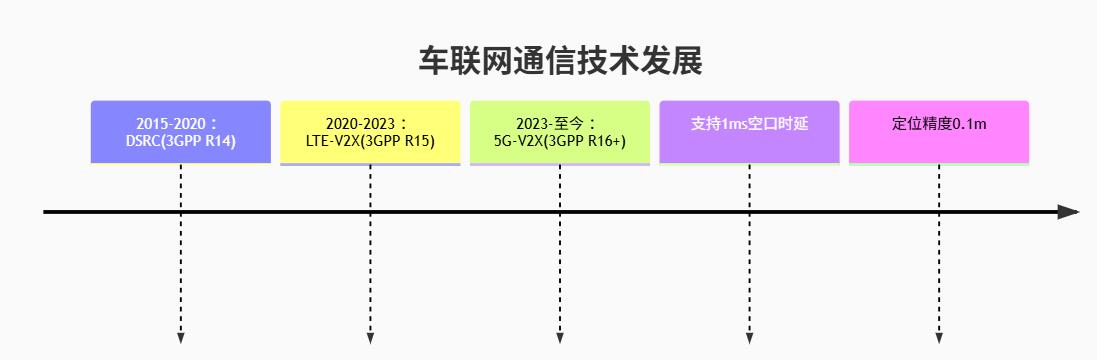 车联网通信技术发展
2015-2020：
DSRC(3GPP R14)
2020-2023：
LTE-V2X(3GPP R15)
2023-至今：
5G-V2X(3GPP R16+)
支持1ms空口时延
定位精度0.1m